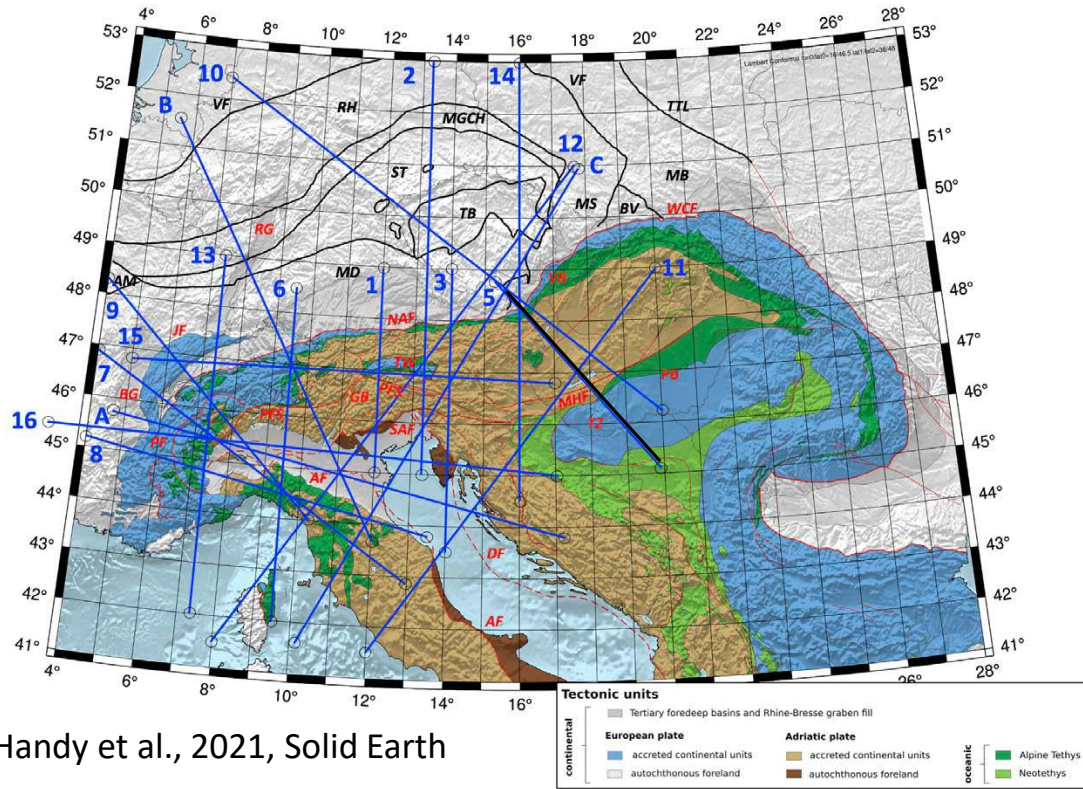 4° 6° 8° 10° 12° 14° 16° 18° 20° 22° 24° 26° 28°
53° 53°
Lambert Conformal
52° 52°
51° 51°
50° 50°
49° 49°
48° 48°
47° 47°
46° 46°
45° 45°
44° 44°
43° 43°
42° 42°
41° 41°
4° 6° 8° 10° 12° 14° 16° 26° 28°
10 2 14
VF VF
B RH TTL
MGCH
12
C
ST
MB
TB MS BV WCF
RG
13
AM MD 6 1 3 5 VB 11
9 JF NAF
15 TW
7 PFs PB
BG GB MHF
A PFS TZ
16 PF SAF
8 AF
DF
AF
Tectonic units
continental
Tertiary foredeep basins and Rhine-Bresse graben fill
European plate Adriatic plate
accreted continental units accreted continental units
autochthonous foreland autochthonous foreland
oceanic
Alpine Tethys
Neotethys
Handy et al., 2021, Solid Earth